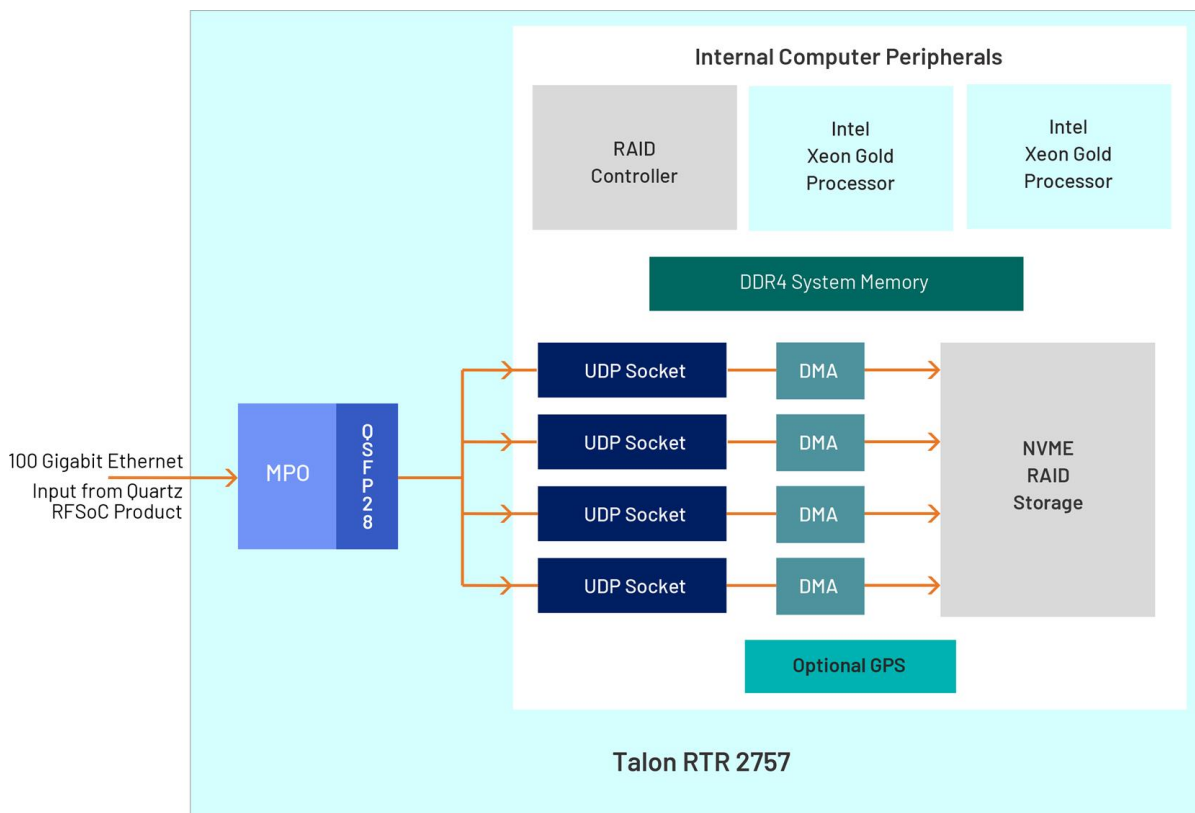 Internal Computer Peripherals
RAID
Controller
Intel
Xeon Gold
Processor
Intel
Xeon Gold
Processor
DDR4 System Memory
100 Gigabit Ethernet
Input from Quartz
RFSoC Product
MPO
QSFP28
UDP Socket
DMA
UDP Socket
DMA
UDP Socket
DMA
UDP Socket
DMA
NVME
RAID
Storage
Optional GPS
Talon RTR 2757